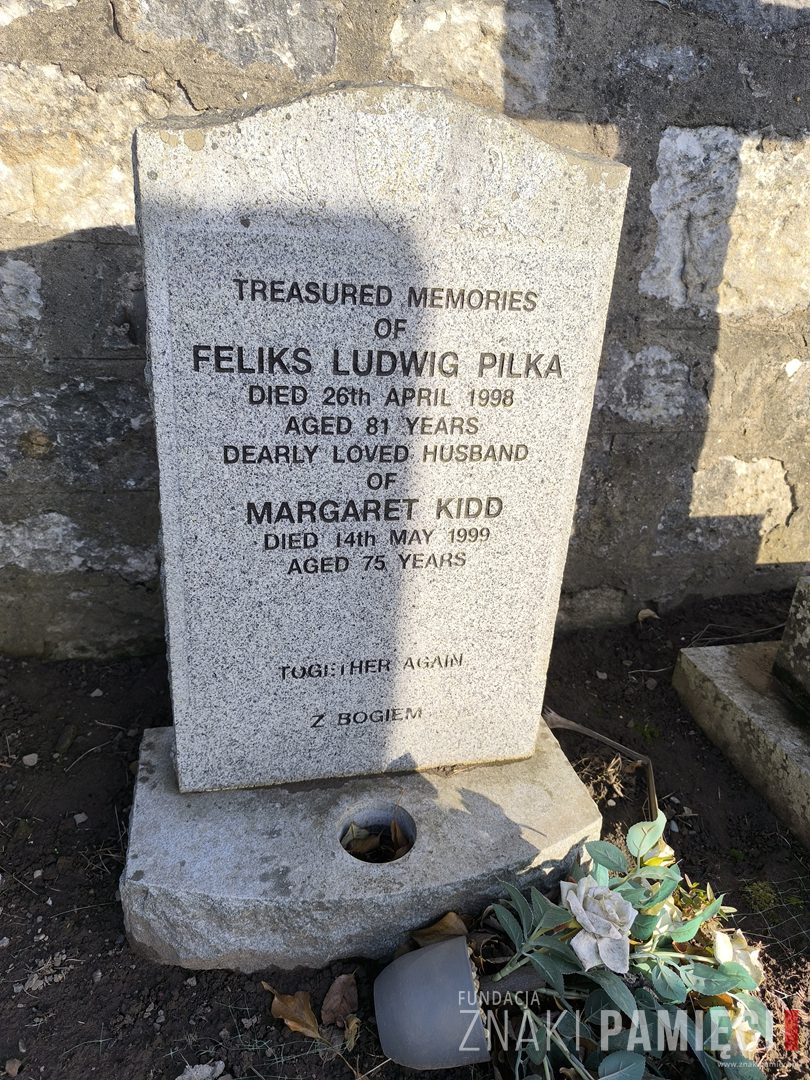 TREASURED MEMORIES
OF
FELIKS LUDWIG PILKA
DIED 26th APRIL 1998
AGED 81 YEARS
DEARLY LOVED HUSBAND
OF
MARGARET KIDD
DIED 14th MAY 1999
AGED 75 YEARS
TOGETHER AGAIN
Z BOGIEM
FUNDACJA
ZNAKI PAMIĘCI